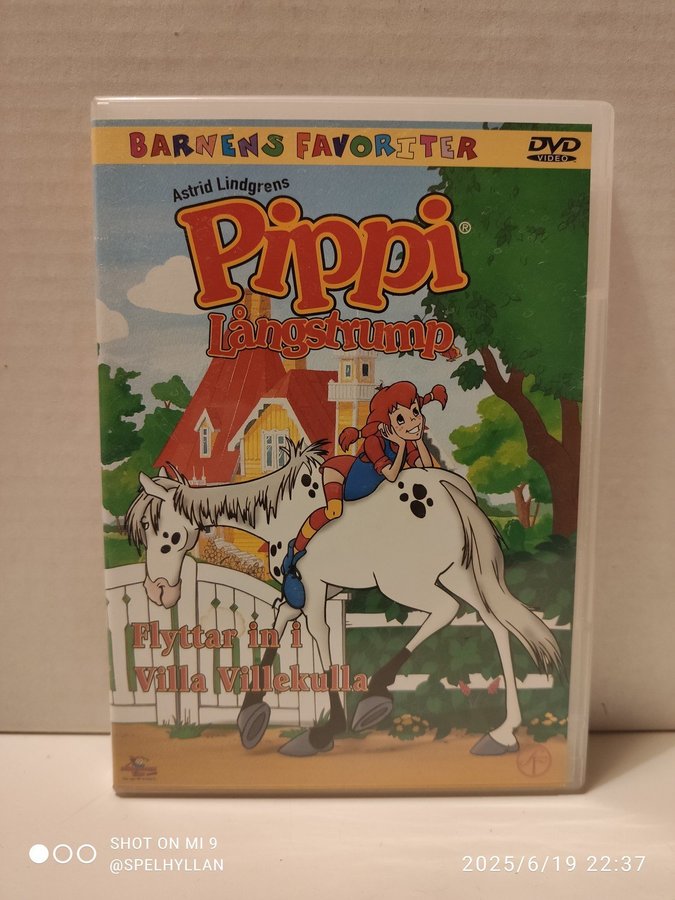 BARNENS FAVORITER
DVD
VIDEO
Astrid Lindgrens
Pippi®
Långstrump
Flyttar in i
Villa Villekulla
SHOT ON MI 9
@SPELHYLLAN
2025/6/19 22:37